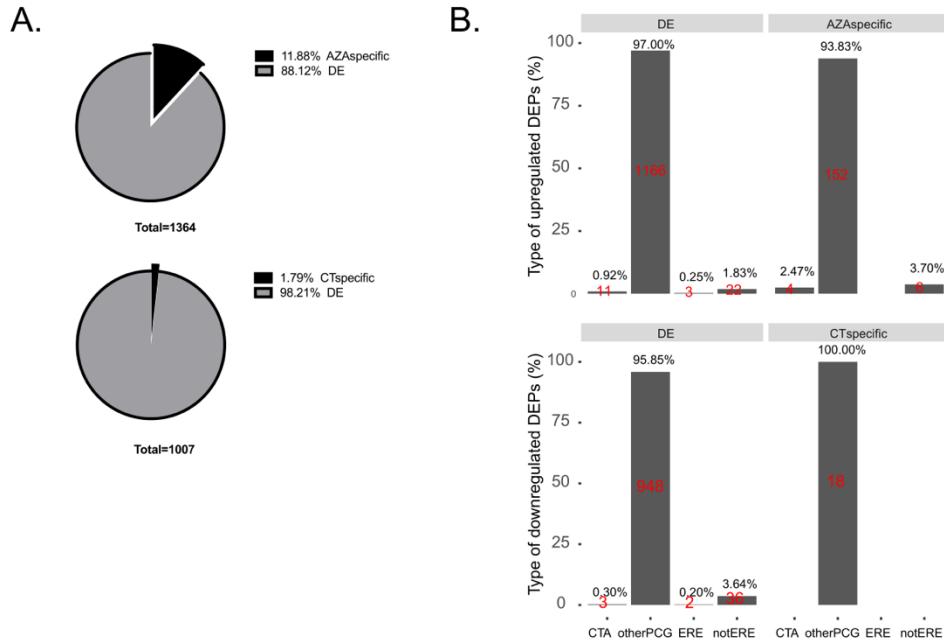 A.
11.88% AZAspecific
88.12% DE
Total=1364
1.79% CTspecific
98.21% DE
Total=1007
B.
DE
AZAspecific
Type of upregulated DEPs (%)
100
75
50
25
0
97.00%
93.83%
1166
152
0.92%
0.25%
1.83%
2.47%
3.70%
11
3
22
4
6
DE
CTspecific
Type of downregulated DEPs (%)
100
75
50
25
0
95.85%
100.00%
948
18
0.30%
0.20%
3.64%
3
2
36
CTA otherPCG ERE notERE
CTA otherPCG ERE notERE